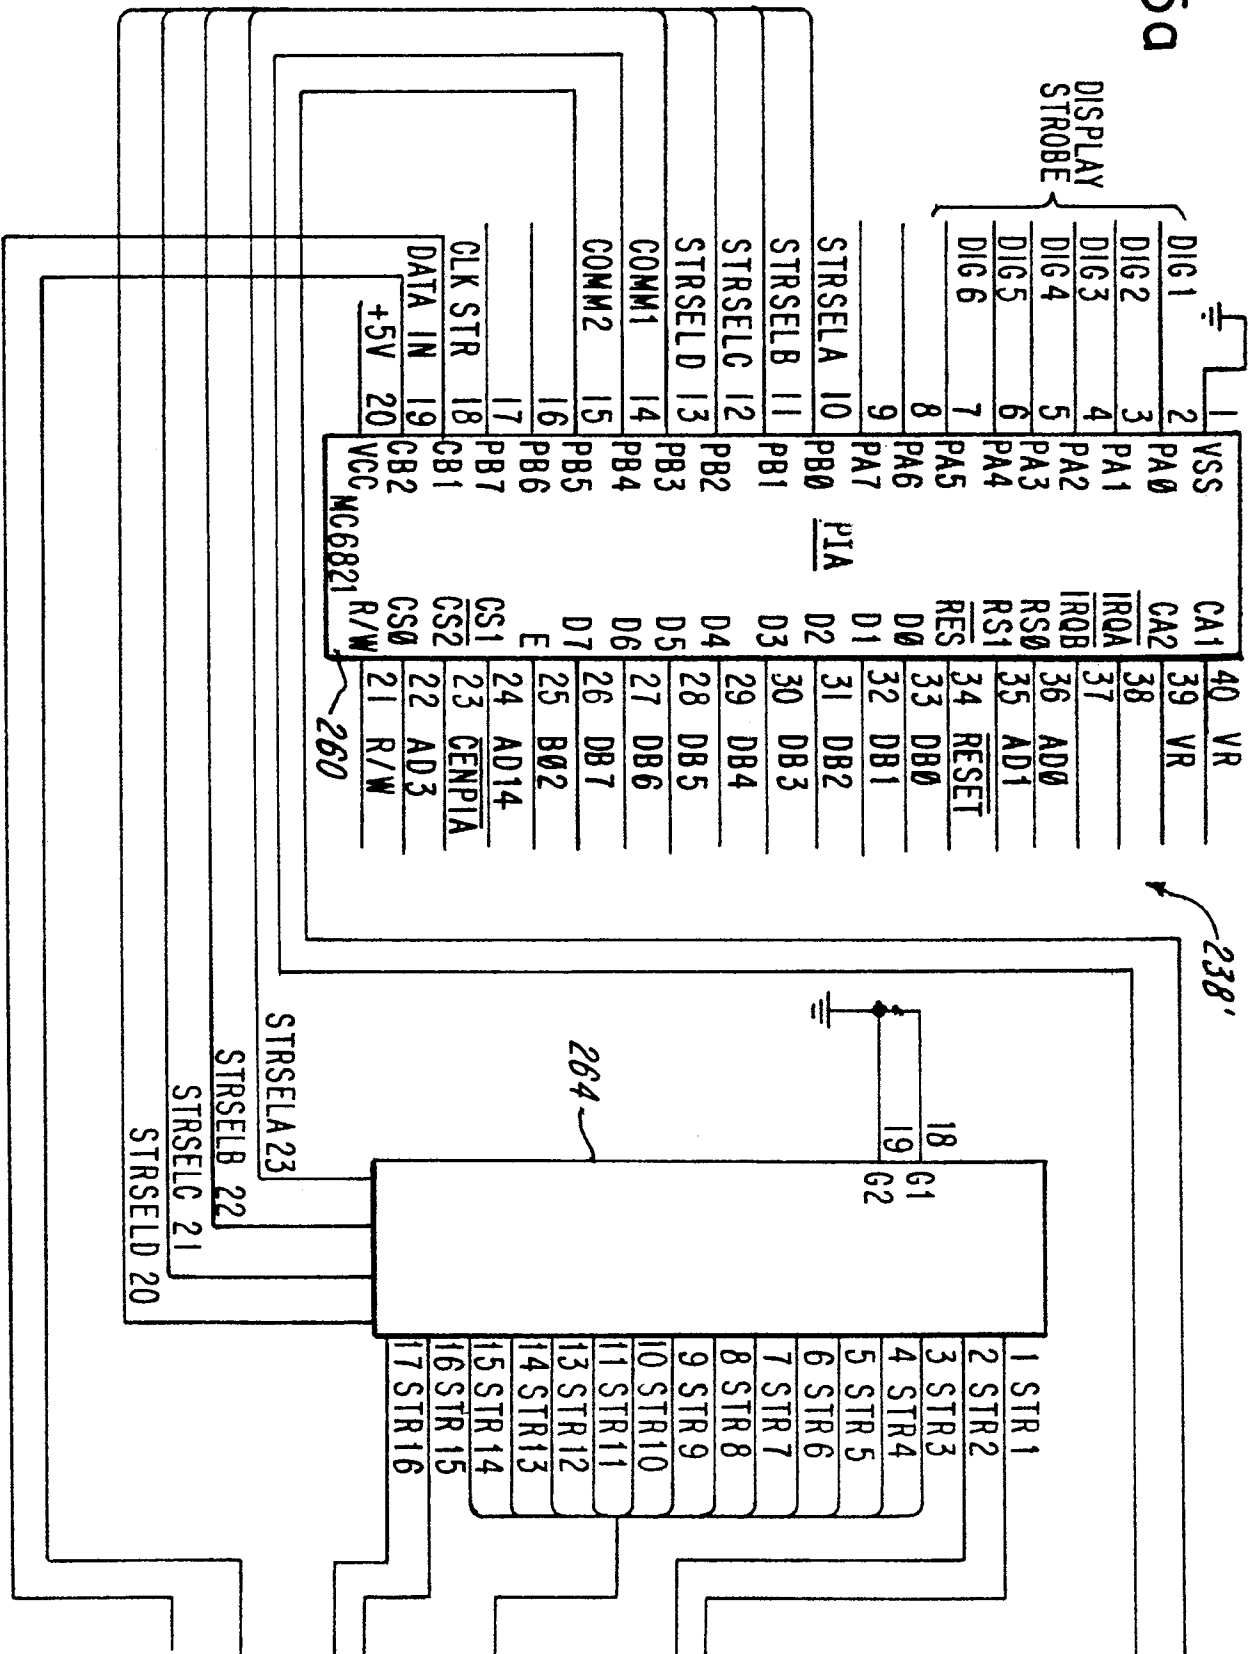 6a
DISPLAY
STROBE
DIG1
DIG2
DIG3
DIG4
DIG5
DIG6
STRSELA
STRSELB
STRSELC
STRSELD
COMM1
COMM2
CLK STR
DATA IN
+5V
1
2
3
4
5
6
7
8
9
10
11
12
13
14
15
16
17
18
19
20
VSS
PAØ
PA1
PA2
PA3
PA4
PA5
PA6
PA7
PBØ
PB1
PB2
PB3
PB4
PB5
PB6
PB7
CB1
CB2
VCC
PIA
MC6821
CA1
CA2
IRQA
IRQB
RSØ
RS1
RES
DØ
D1
D2
D3
D4
D5
D6
D7
E
CS1
CS2
CSØ
R/W
40 VR
39 VR
38
37
36 ADØ
35 AD1
34 RESET
33 DBØ
32 DB1
31 DB2
30 DB3
29 DB4
28 DB5
27 DB6
26 DB7
25 BØ2
24 AD14
23 CENPIA
22 AD3
21 R/W
260
238'
264
18
19
G1
G2
STRSELA 23
STRSELB 22
STRSELC 21
STRSELD 20
1 STR1
2 STR2
3 STR3
4 STR4
5 STR5
6 STR6
7 STR7
8 STR8
9 STR9
10 STR10
11 STR11
13 STR12
14 STR13
15 STR14
16 STR15
17 STR16